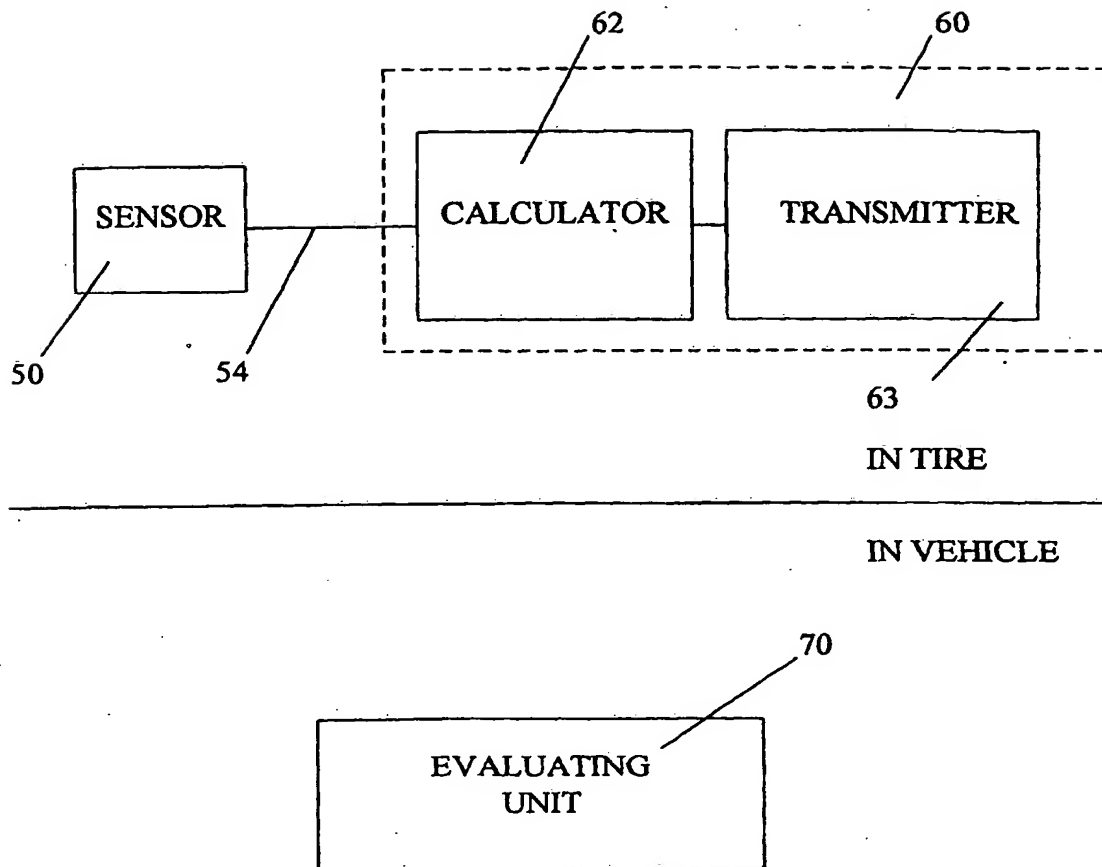 62
60
SENSOR
CALCULATOR
TRANSMITTER
50
54
63
IN TIRE
IN VEHICLE
70
EVALUATING
UNIT